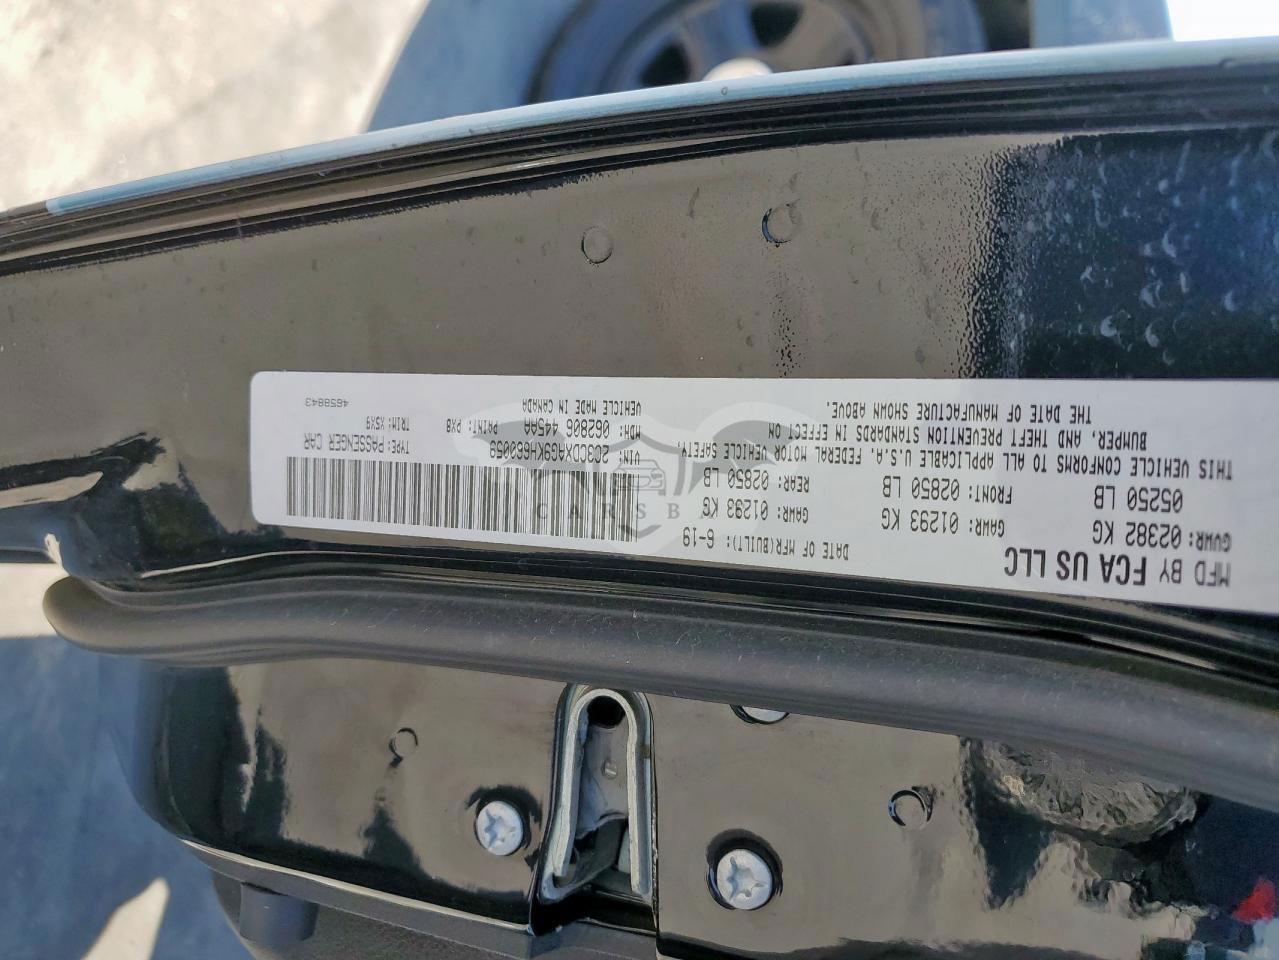 MFD BY FCA US LLC
DATE OF MFR(BUILT): 6-19
GVWR: 02382 KG
GAWR: 01293 KG
GAWR: 01293 KG
05250 LB
FRONT: 02850 LB
REAR: 02850 LB
THIS VEHICLE CONFORMS TO ALL APPLICABLE U.S.A. FEDERAL MOTOR VEHICLE SAFETY,
BUMPER, AND THEFT PREVENTION STANDARDS IN EFFECT ON
THE DATE OF MANUFACTURE SHOWN ABOVE.
VIN: 2C3CDXAG9KH660059
TYPE: PASSENGER CAR
MDH: 062806 445AA
PAINT: PX8
TRIM: XSX9
VEHICLE MADE IN CANADA
4658843